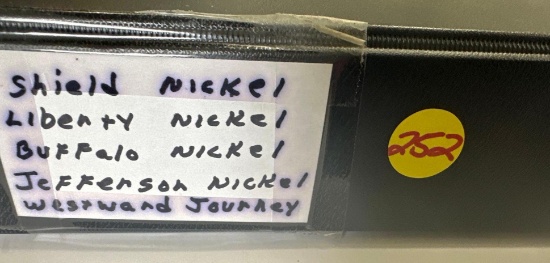 Shield Nickel
Liberty Nickel
Buffalo Nickel
Jefferson Nickel
Westward Journey
252